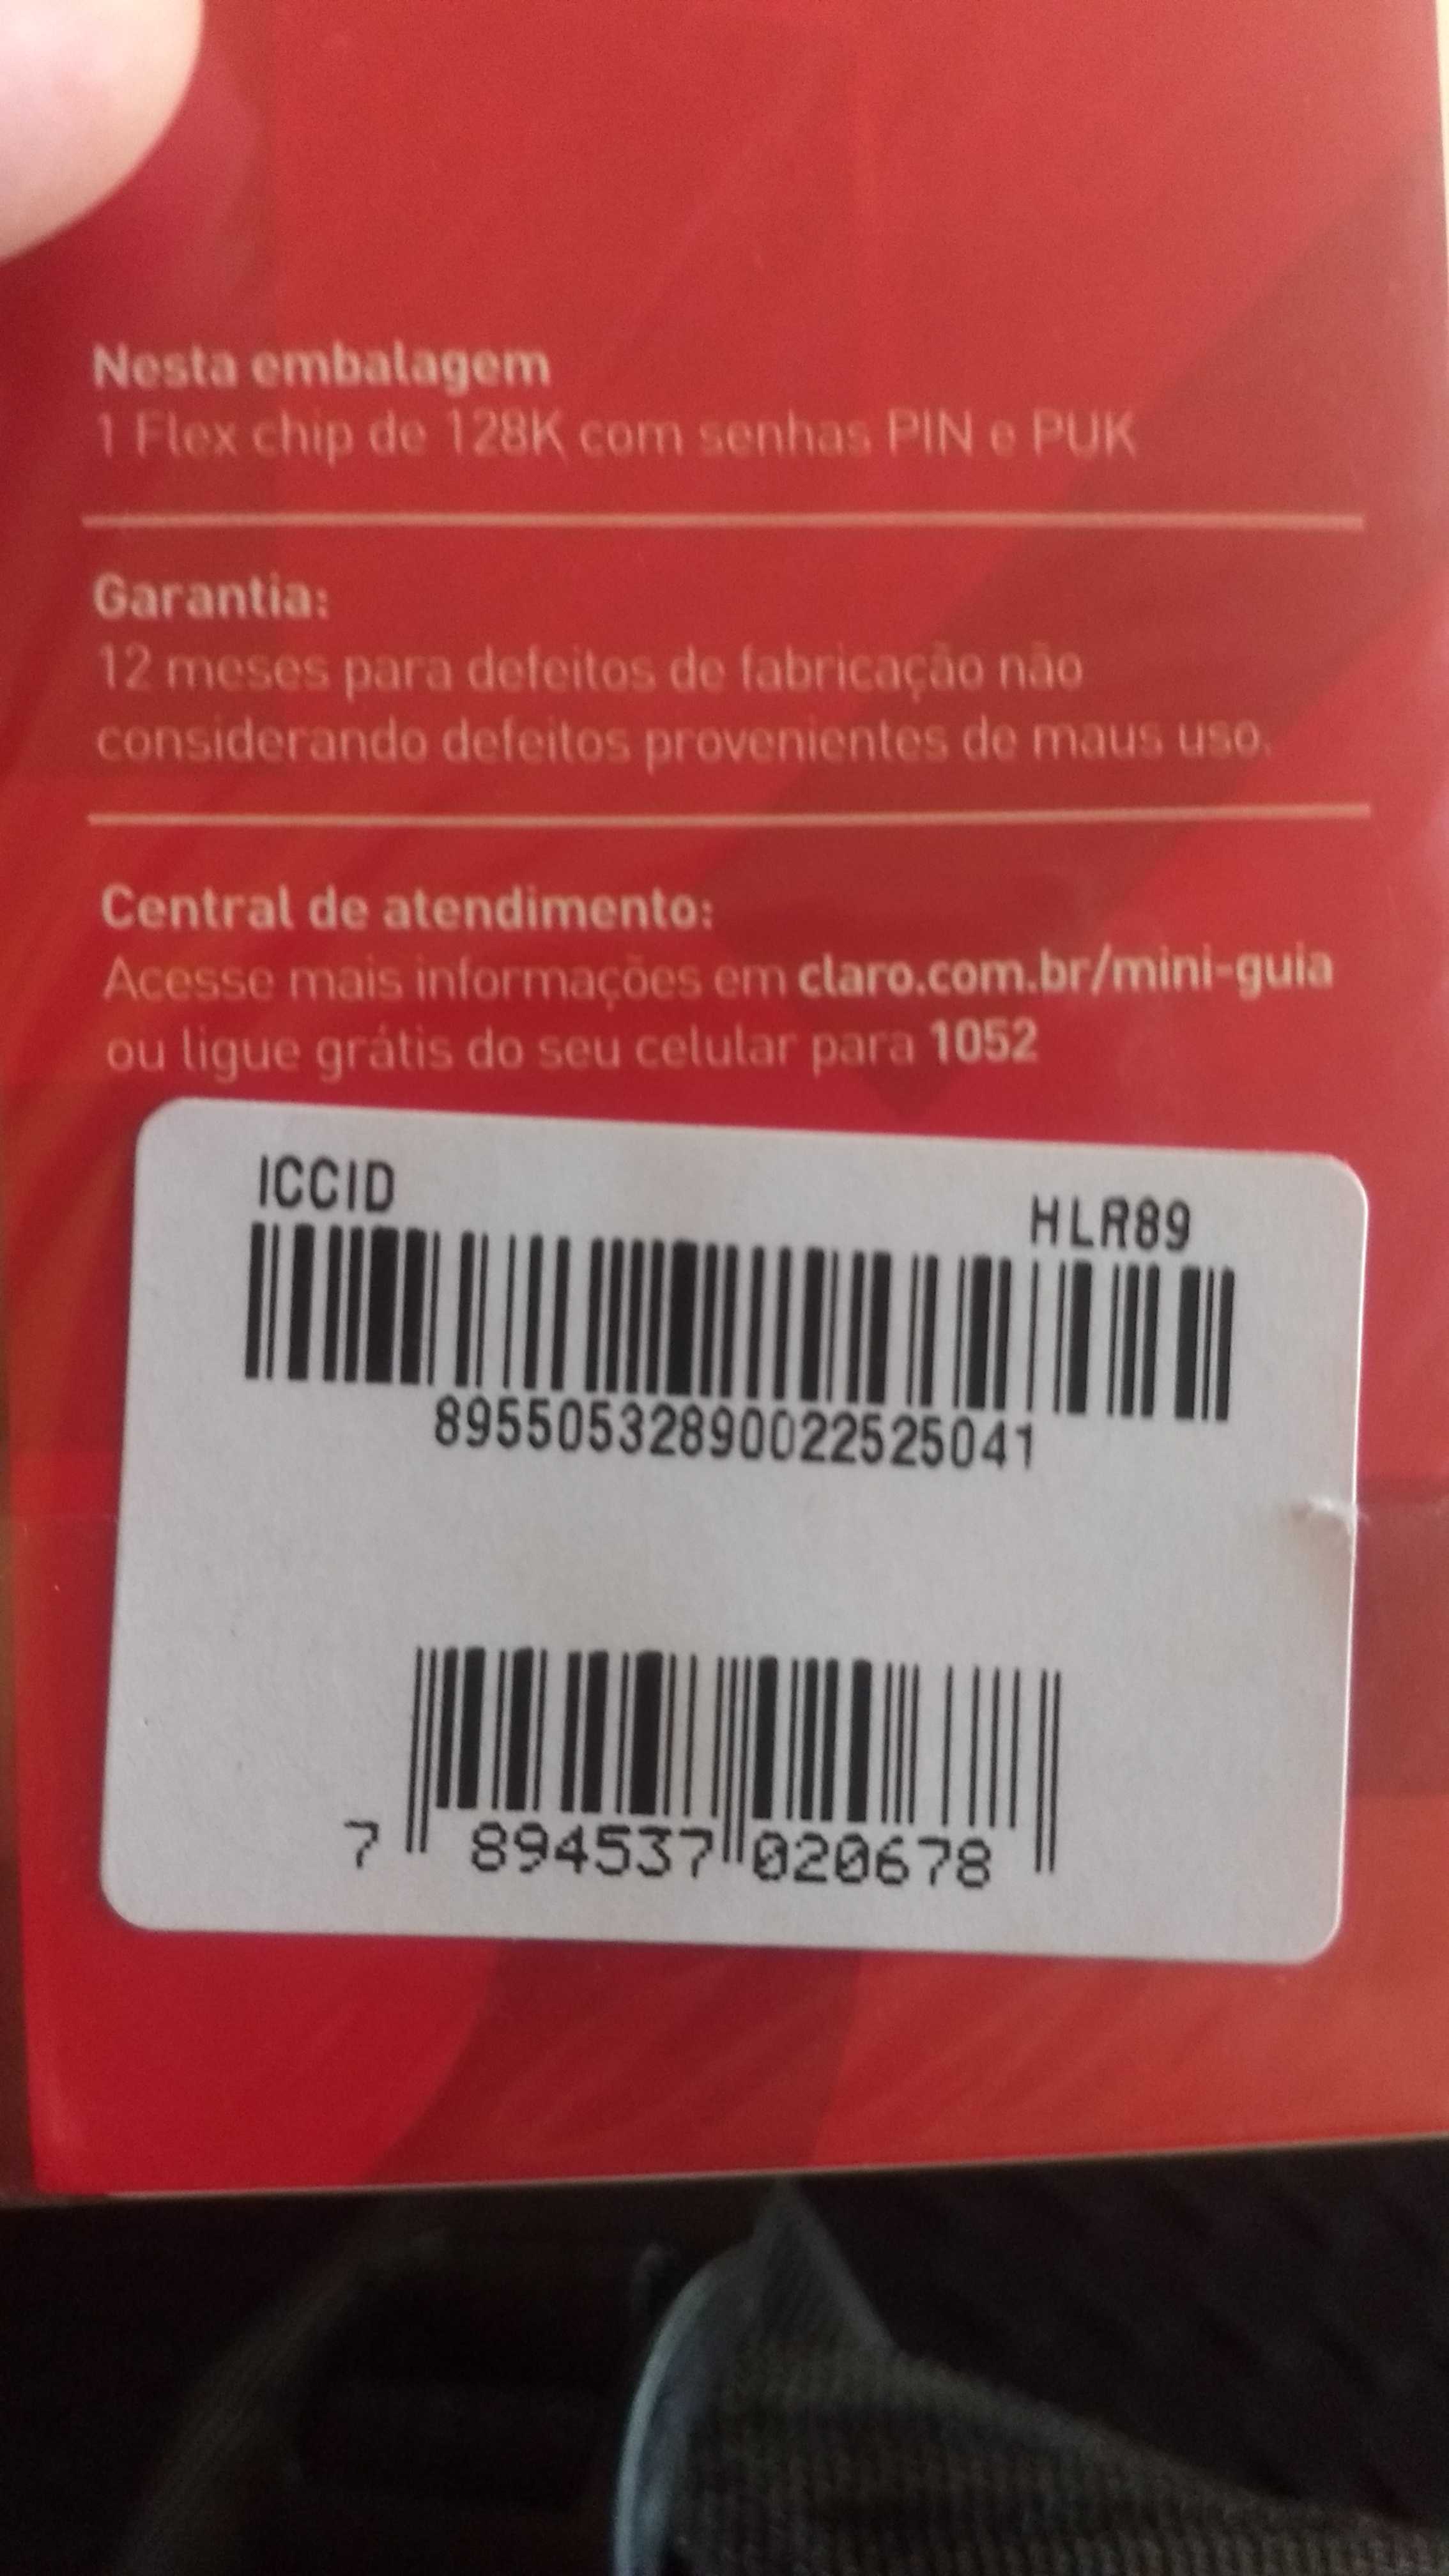 Nesta embalagem
1 Flex chip de 128K com senhas PIN e PUK
Garantia:
12 meses para defeitos de fabricação não
considerando defeitos provenientes de maus uso.
Central de atendimento:
Acesse mais informações em claro.com.br/mini-guia
ou ligue grátis do seu celular para 1052
ICCID HLR89
89550532890022525041
7 894537 020678